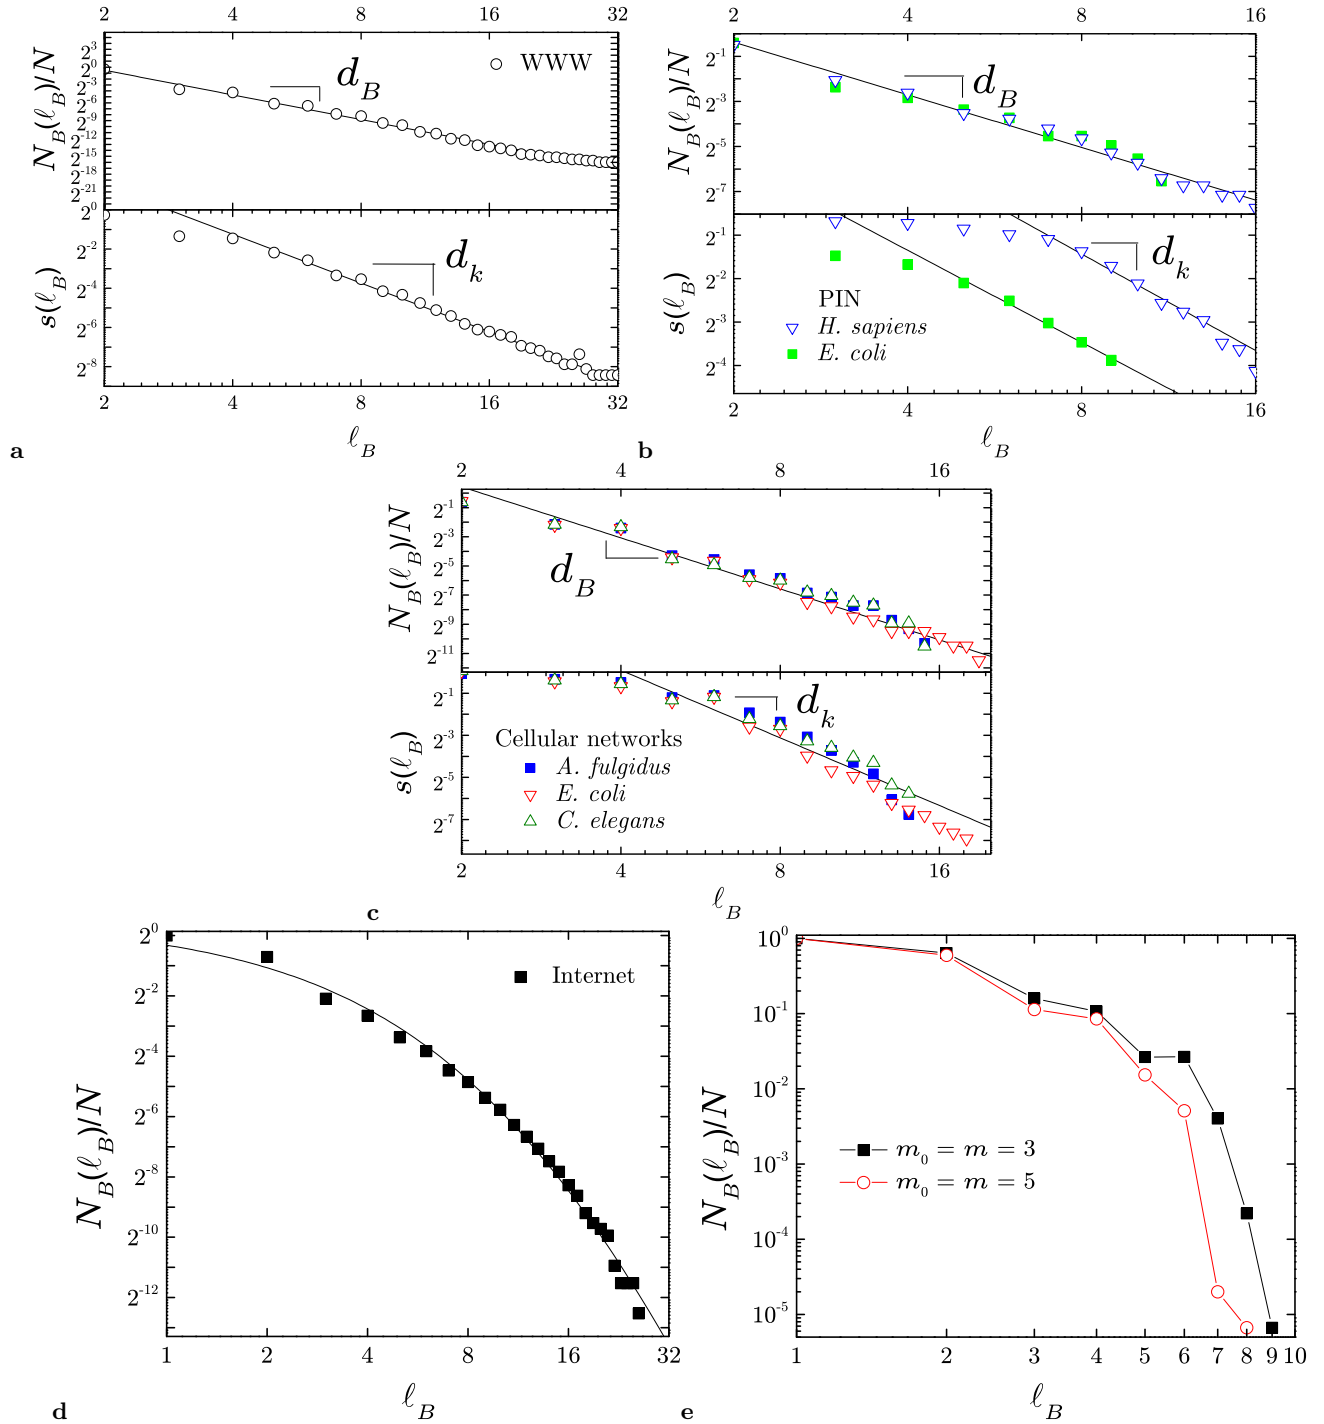 2 4 8 16 32
N_B(ℓ_B)/N
2^3
2^0
2^-3
2^-6
2^-9
2^-12
2^-15
2^-18
2^-21
2^0
d_B
WWW
s(ℓ_B)
2^0
2^-2
2^-4
2^-6
2^-8
d_k
2 4 8 16 32
ℓ_B
a
2 4 8 16
N_B(ℓ_B)/N
2^-1
2^-3
2^-5
2^-7
d_B
s(ℓ_B)
2^-1
2^-2
2^-3
2^-4
d_k
PIN
H. sapiens
E. coli
2 4 8 16
ℓ_B
b
2 4 8 16
N_B(ℓ_B)/N
2^-1
2^-3
2^-5
2^-7
2^-9
2^-11
d_B
s(ℓ_B)
2^-1
2^-3
2^-5
2^-7
d_k
Cellular networks
A. fulgidus
E. coli
C. elegans
2 4 8 16
ℓ_B
c
N_B(ℓ_B)/N
2^0
2^-2
2^-4
2^-6
2^-8
2^-10
2^-12
Internet
1 2 4 8 16 32
ℓ_B
d
N_B(ℓ_B)/N
10^0
10^-1
10^-2
10^-3
10^-4
10^-5
m_0 = m = 3
m_0 = m = 5
1 2 3 4 5 6 7 8 9 10
ℓ_B
e